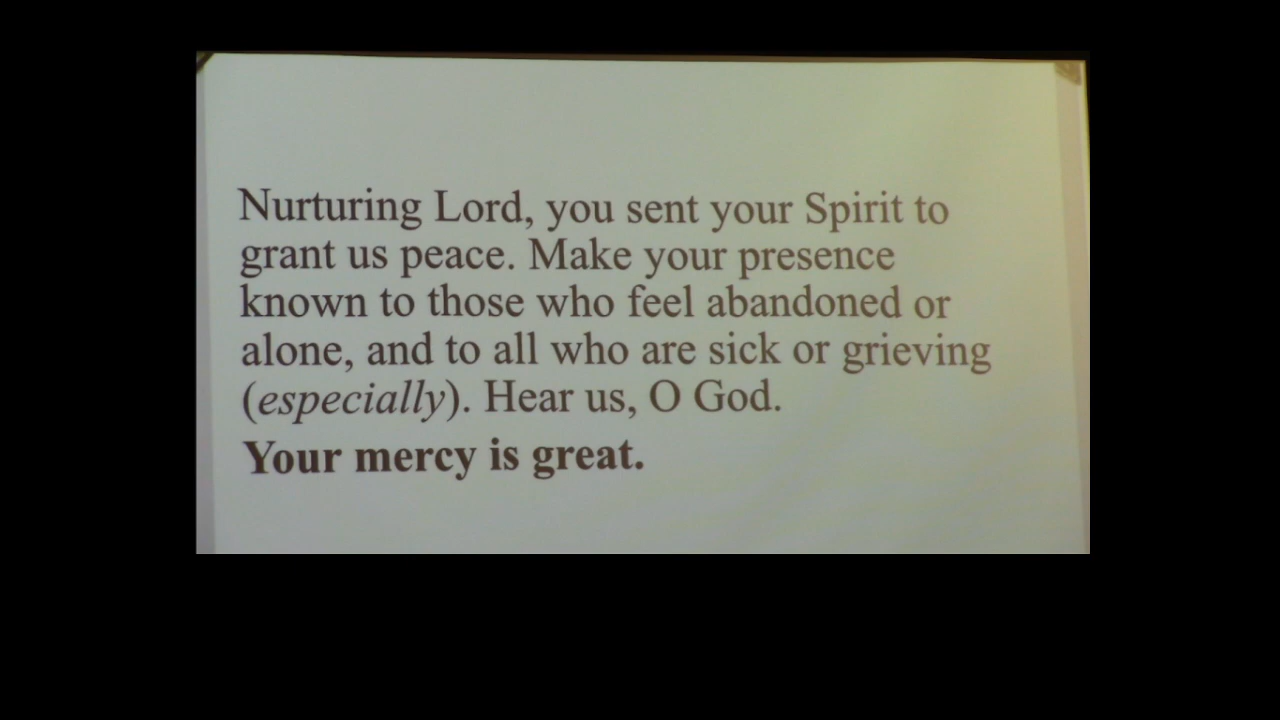 Nurturing Lord, you sent your Spirit to
grant us peace. Make your presence
known to those who feel abandoned or
alone, and to all who are sick or grieving
(especially). Hear us, O God.
Your mercy is great.